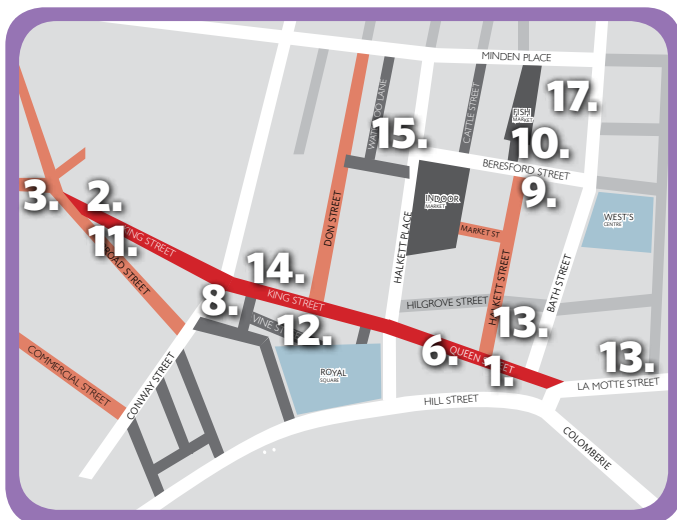 MINDEN PLACE
17.
FISH
MARKET
CATTLE STREET
15.
10.
BERESFORD STREET
3.
2.
9.
INDOOR
MARKET
WEST'S
CENTRE
11.
KING STREET
DON STREET
HALKETT PLACE
MARKET ST
BROAD STREET
14.
HALKETT STREET
BATH STREET
8.
KING STREET
HILGROVE STREET
VINE
12.
13.
6.
QUEEN STREET
13.
COMMERCIAL STREET
CONWAY STREET
ROYAL
SQUARE
1.
LA MOTTE STREET
HILL STREET
COLOMBERIE